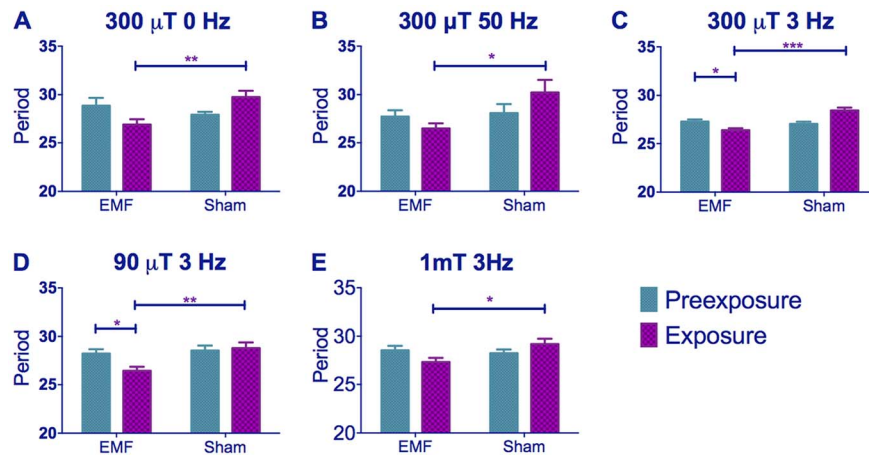 A 300 μT 0 Hz
35
30
25
20
Period
**
EMF Sham
B 300 μT 50 Hz
35
30
25
20
Period
*
EMF Sham
C 300 μT 3 Hz
35
30
25
20
Period
***
*
EMF Sham
D 90 μT 3 Hz
35
30
25
20
Period
**
*
EMF Sham
E 1mT 3Hz
35
30
25
20
Period
*
EMF Sham
Preexposure
Exposure